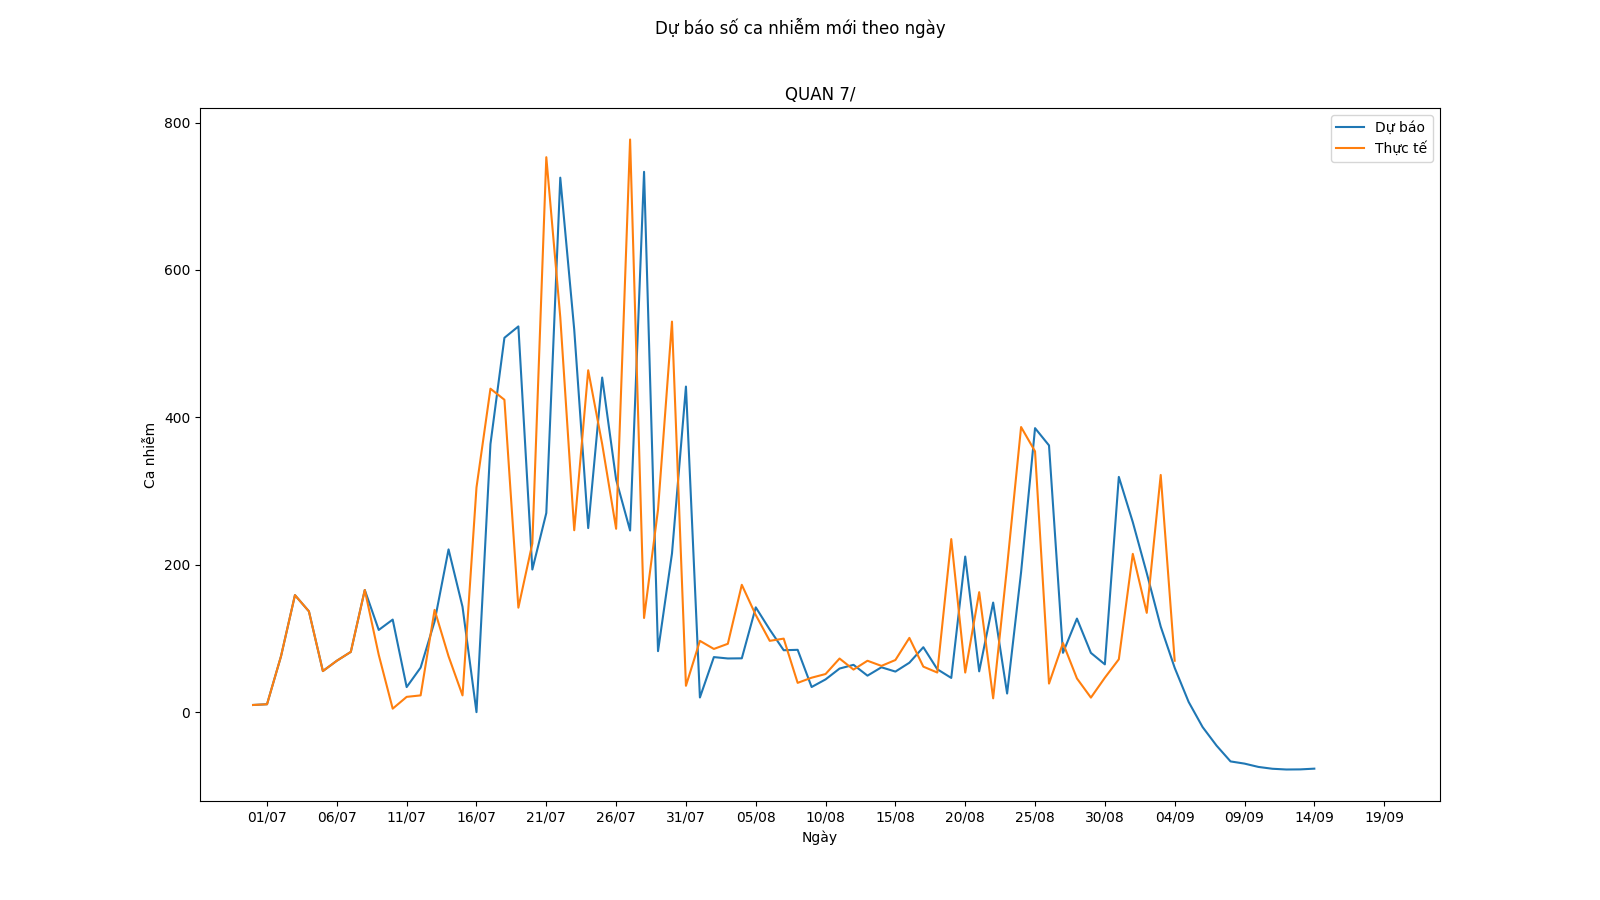 Dự báo số ca nhiễm mới theo ngày
QUAN 7/
Dự báo
Thực tế
800
600
400
200
0
Ca nhiễm
01/07 06/07 11/07 16/07 21/07 26/07 31/07 05/08 10/08 15/08 20/08 25/08 30/08 04/09 09/09 14/09 19/09
Ngày